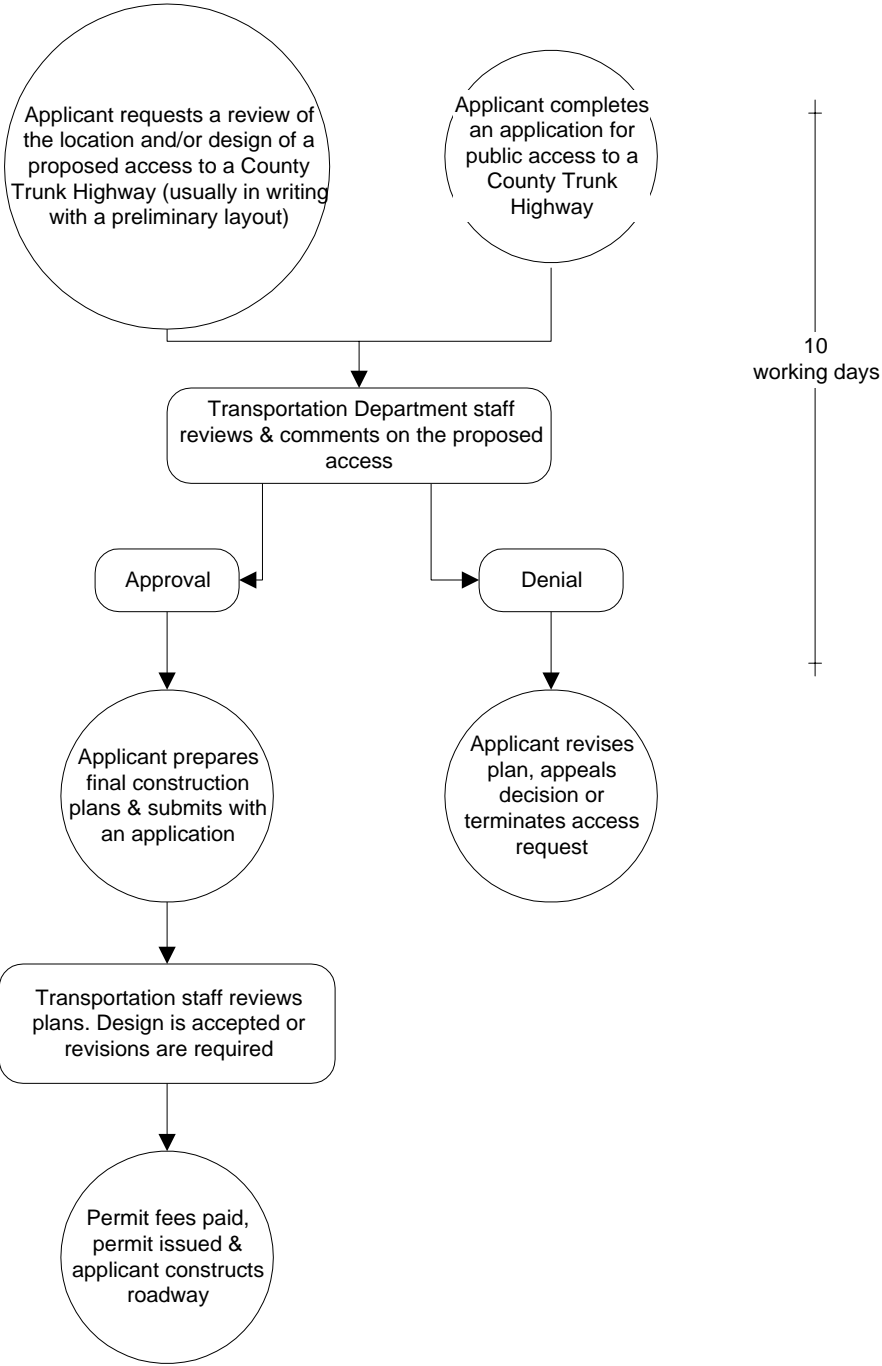 Applicant requests a review of
the location and/or design of a
proposed access to a County
Trunk Highway (usually in writing
with a preliminary layout)
Applicant completes
an application for
public access to a
County Trunk
Highway
10
working days
Transportation Department staff
reviews & comments on the proposed
access
Approval
Denial
Applicant prepares
final construction
plans & submits with
an application
Applicant revises
plan, appeals
decision or
terminates access
request
Transportation staff reviews
plans. Design is accepted or
revisions are required
Permit fees paid,
permit issued &
applicant constructs
roadway